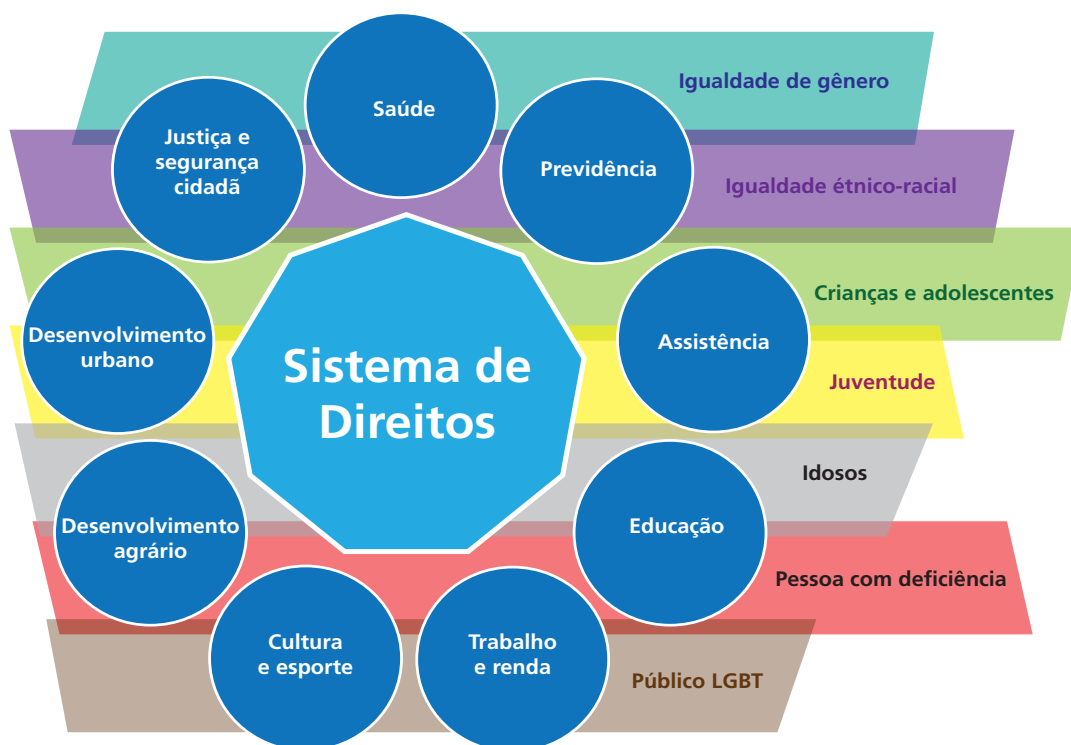 Saúde
Igualdade de gênero
Justiça e
segurança
cidadã
Previdência
Igualdade étnico-racial
Crianças e adolescentes
Desenvolvimento
urbano
Sistema de
Direitos
Assistência
Juventude
Idosos
Desenvolvimento
agrário
Educação
Pessoa com deficiência
Cultura
e esporte
Trabalho
e renda
Público LGBT